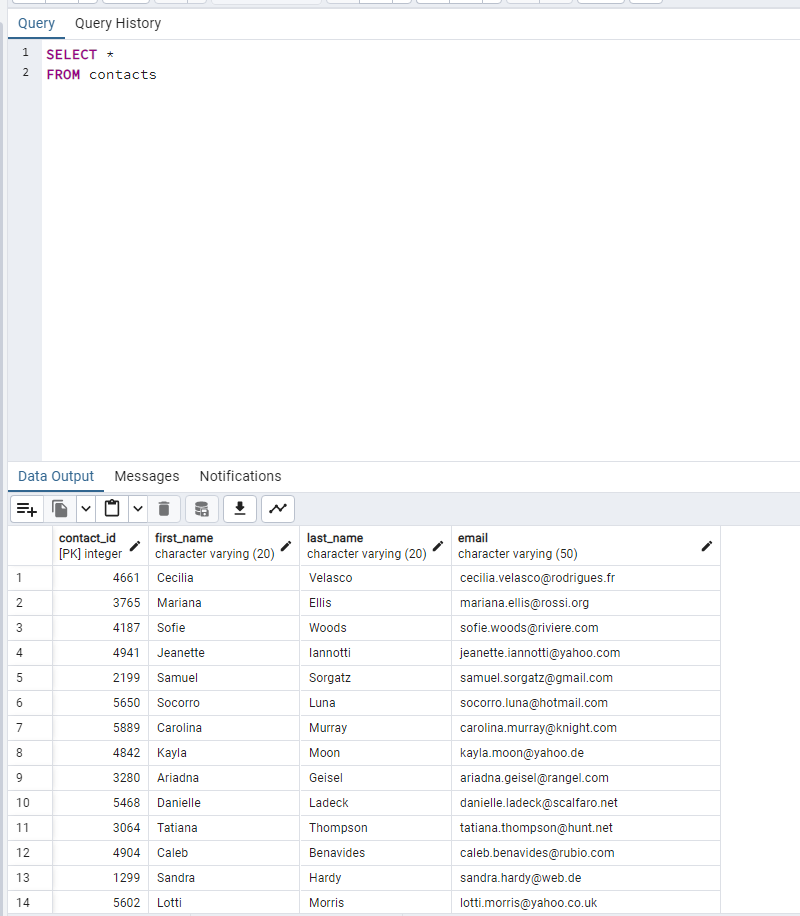 Query Query History
1 SELECT *
2 FROM contacts
Data Output Messages Notifications
contact_id first_name last_name email
[PK] integer character varying (20) character varying (20) character varying (50)
1 4661 Cecilia Velasco cecilia.velasco@rodrigues.fr
2 3765 Mariana Ellis mariana.ellis@rossi.org
3 4187 Sofie Woods sofie.woods@riviere.com
4 4941 Jeanette Iannotti jeanette.iannotti@yahoo.com
5 2199 Samuel Sorgatz samuel.sorgatz@gmail.com
6 5650 Socorro Luna socorro.luna@hotmail.com
7 5889 Carolina Murray carolina.murray@knight.com
8 4842 Kayla Moon kayla.moon@yahoo.de
9 3280 Ariadna Geisel ariadna.geisel@rangel.com
10 5468 Danielle Ladeck danielle.ladeck@scalfaro.net
11 3064 Tatiana Thompson tatiana.thompson@hunt.net
12 4904 Caleb Benavides caleb.benavides@rubio.com
13 1299 Sandra Hardy sandra.hardy@web.de
14 5602 Lotti Morris lotti.morris@yahoo.co.uk